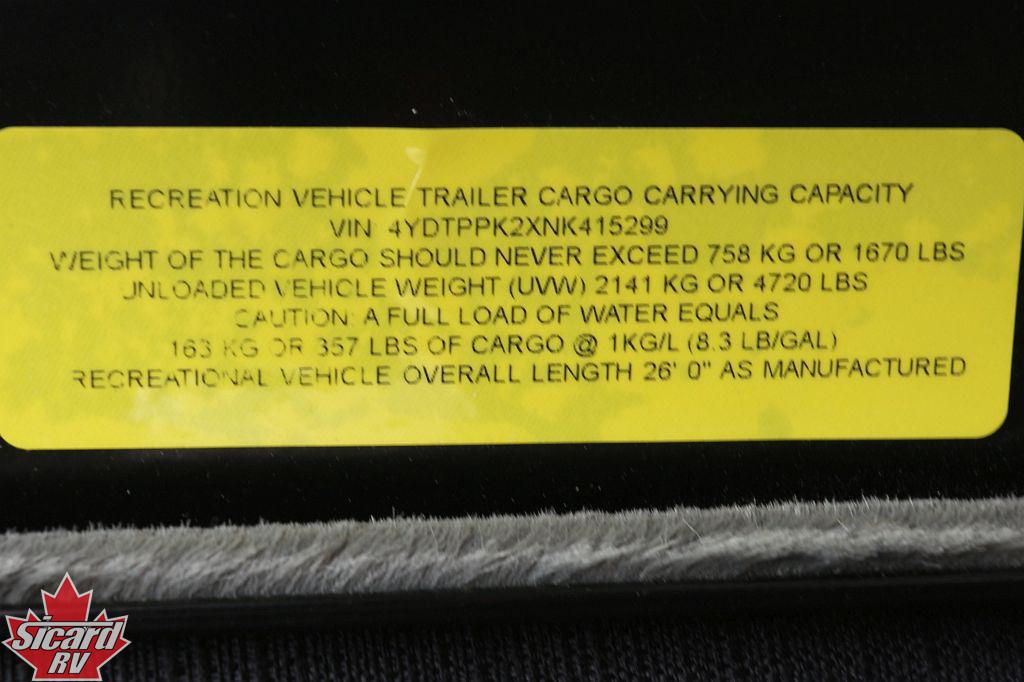 RECREATION VEHICLE TRAILER CARGO CARRYING CAPACITY
VIN: 4YDTPPK2XNK415299
WEIGHT OF THE CARGO SHOULD NEVER EXCEED 758 KG OR 1670 LBS
UNLOADED VEHICLE WEIGHT (UVW) 2141 KG OR 4720 LBS
CAUTION: A FULL LOAD OF WATER EQUALS
163 KG OR 357 LBS OF CARGO @ 1KG/L (8.3 LB/GAL)
RECREATIONAL VEHICLE OVERALL LENGTH 26' 0" AS MANUFACTURED
Sicard
RV